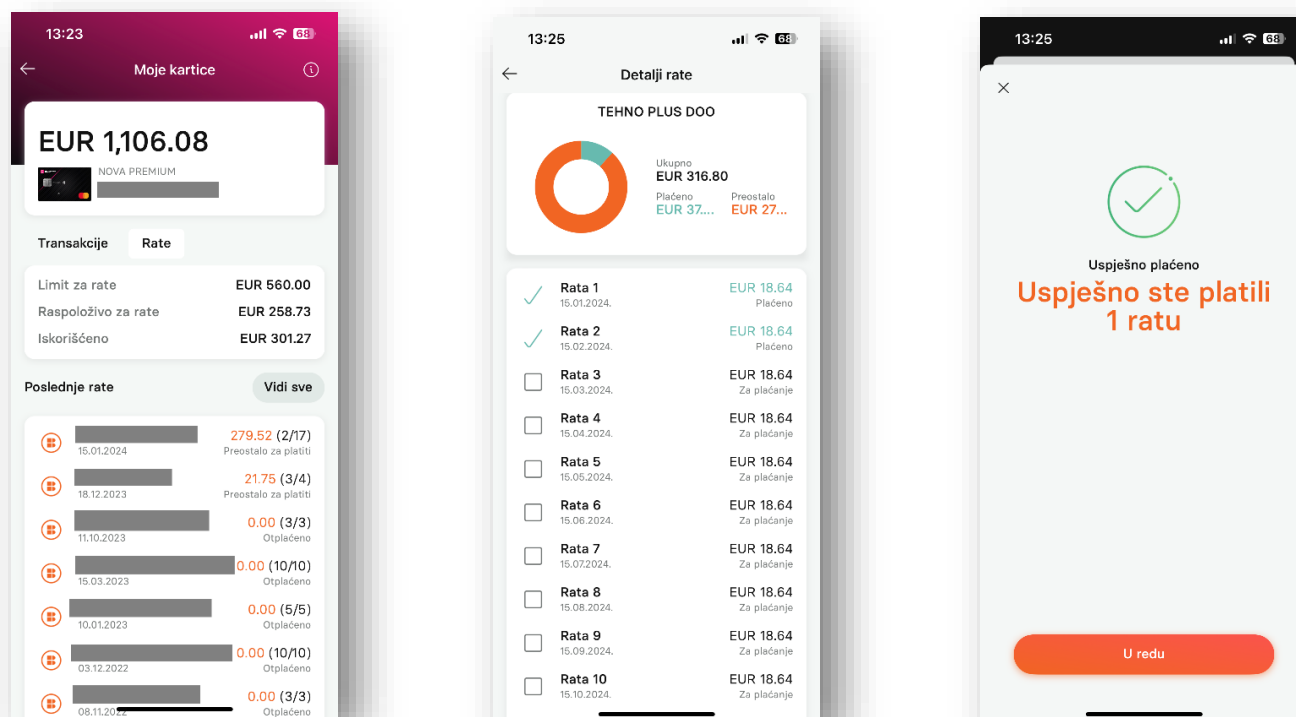 13:23
68
Moje kartice
EUR 1,106.08
NOVA PREMIUM
Transakcije Rate
Limit za rate EUR 560.00
Raspoloživo za rate EUR 258.73
Iskorišćeno EUR 301.27
Poslednje rate Vidi sve
279.52 (2/17)
15.01.2024 Preostalo za platiti
21.75 (3/4)
18.12.2023 Preostalo za platiti
0.00 (3/3)
11.10.2023 Otplaćeno
0.00 (10/10)
15.03.2023 Otplaćeno
0.00 (5/5)
10.01.2023 Otplaćeno
0.00 (10/10)
03.12.2022 Otplaćeno
0.00 (3/3)
08.11.2022 Otplaćeno
13:25
68
Detalji rate
TEHNO PLUS DOO
Ukupno
EUR 316.80
Plaćeno Preostalo
EUR 37.... EUR 27...
Rata 1 EUR 18.64
15.01.2024. Plaćeno
Rata 2 EUR 18.64
15.02.2024. Plaćeno
Rata 3 EUR 18.64
15.03.2024. Za plaćanje
Rata 4 EUR 18.64
15.04.2024. Za plaćanje
Rata 5 EUR 18.64
15.05.2024. Za plaćanje
Rata 6 EUR 18.64
15.06.2024. Za plaćanje
Rata 7 EUR 18.64
15.07.2024. Za plaćanje
Rata 8 EUR 18.64
15.08.2024. Za plaćanje
Rata 9 EUR 18.64
15.09.2024. Za plaćanje
Rata 10 EUR 18.64
15.10.2024. Za plaćanje
13:25
68
Uspješno plaćeno
Uspješno ste platili
1 ratu
U redu